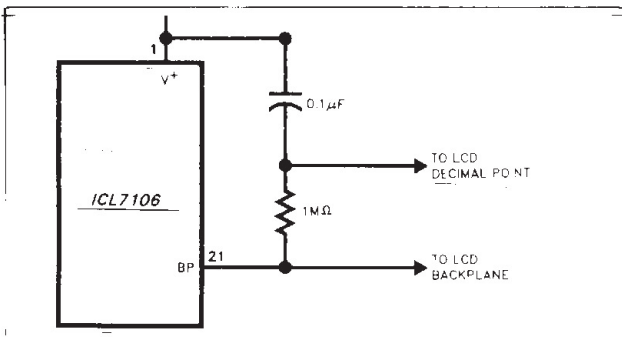 1
V+
0.1µF
TO LCD
DECIMAL POINT
ICL7106
1MΩ
21
BP
TO LCD
BACKPLANE